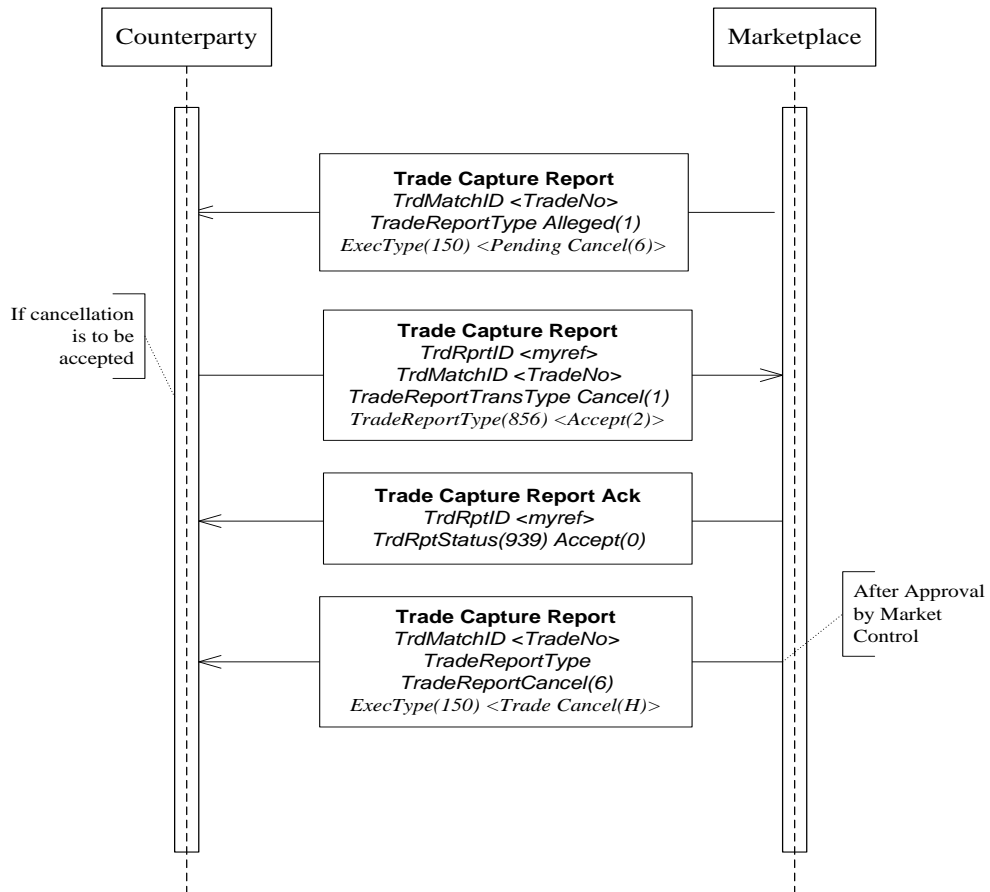 Counterparty
Marketplace
Trade Capture Report
TrdMatchID <TradeNo>
TradeReportType Alleged(1)
ExecType(150) <Pending Cancel(6)>
If cancellation
is to be
accepted
Trade Capture Report
TrdRprtID <myref>
TrdMatchID <TradeNo>
TradeReportTransType Cancel(1)
TradeReportType(856) <Accept(2)>
Trade Capture Report Ack
TrdRptID <myref>
TrdRptStatus(939) Accept(0)
After Approval
by Market
Control
Trade Capture Report
TrdMatchID <TradeNo>
TradeReportType
TradeReportCancel(6)
ExecType(150) <Trade Cancel(H)>